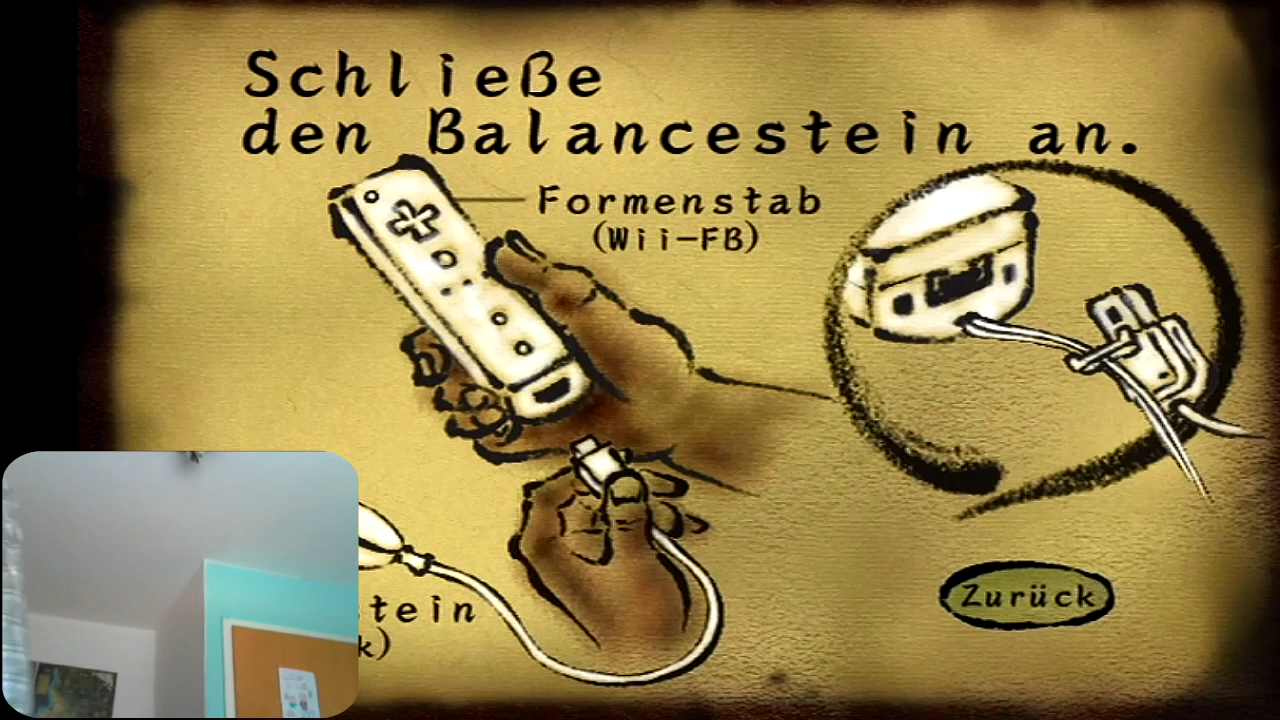 Schließe
den Balancestein an.
Formenstab
(Wii-FB)
Zurück